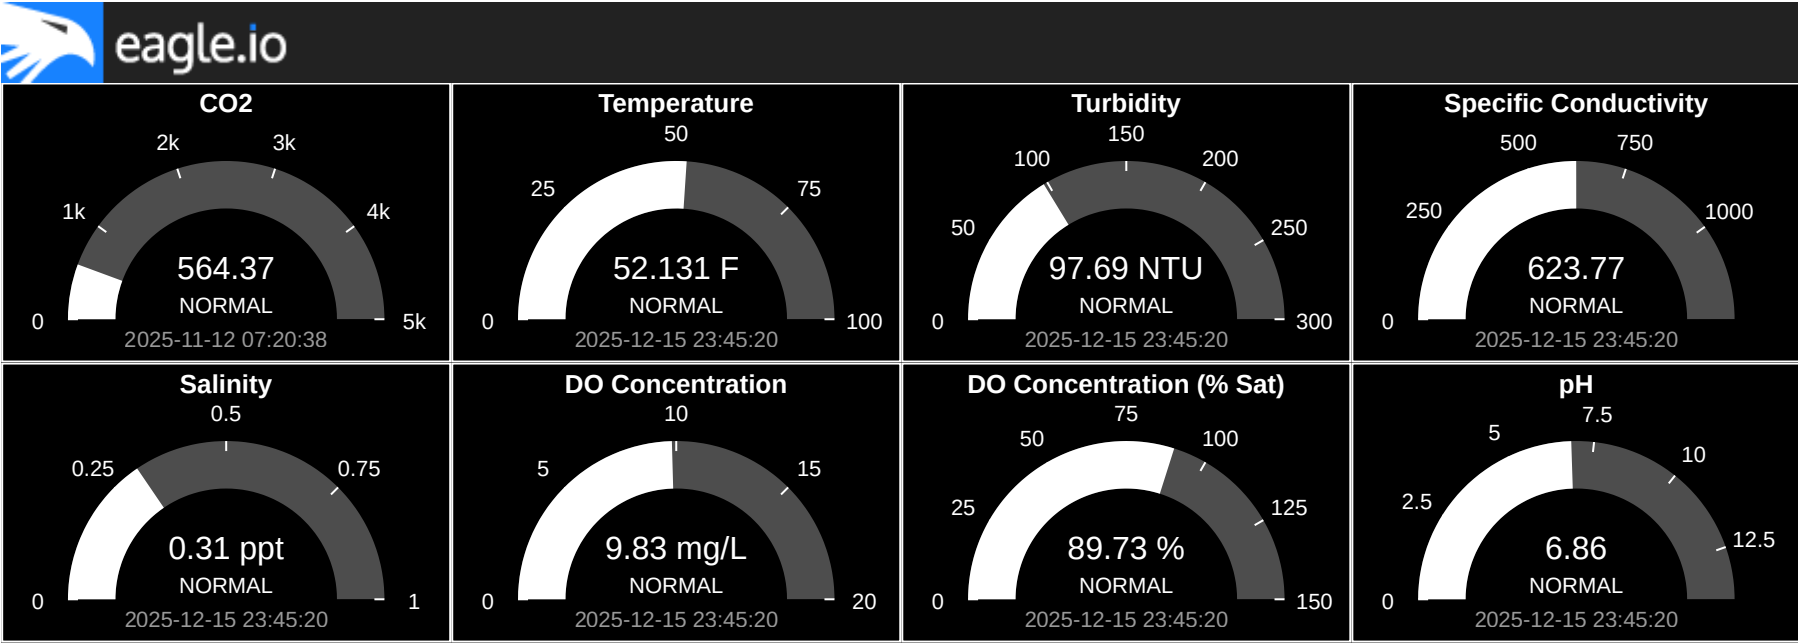 eagle.io
CO2
2k
3k
1k
4k
564.37
NORMAL
0
5k
2025-11-12 07:20:38
Temperature
50
25
75
52.131 F
NORMAL
0
100
2025-12-15 23:45:20
Turbidity
150
100
200
50
250
97.69 NTU
NORMAL
0
300
2025-12-15 23:45:20
Specific Conductivity
500
750
250
1000
623.77
NORMAL
0
2025-12-15 23:45:20
Salinity
0.5
0.25
0.75
0.31 ppt
NORMAL
0
1
2025-12-15 23:45:20
DO Concentration
10
5
15
9.83 mg/L
NORMAL
0
20
2025-12-15 23:45:20
DO Concentration (% Sat)
75
50
100
25
125
89.73 %
NORMAL
0
150
2025-12-15 23:45:20
pH
7.5
5
10
2.5
12.5
6.86
NORMAL
0
2025-12-15 23:45:20